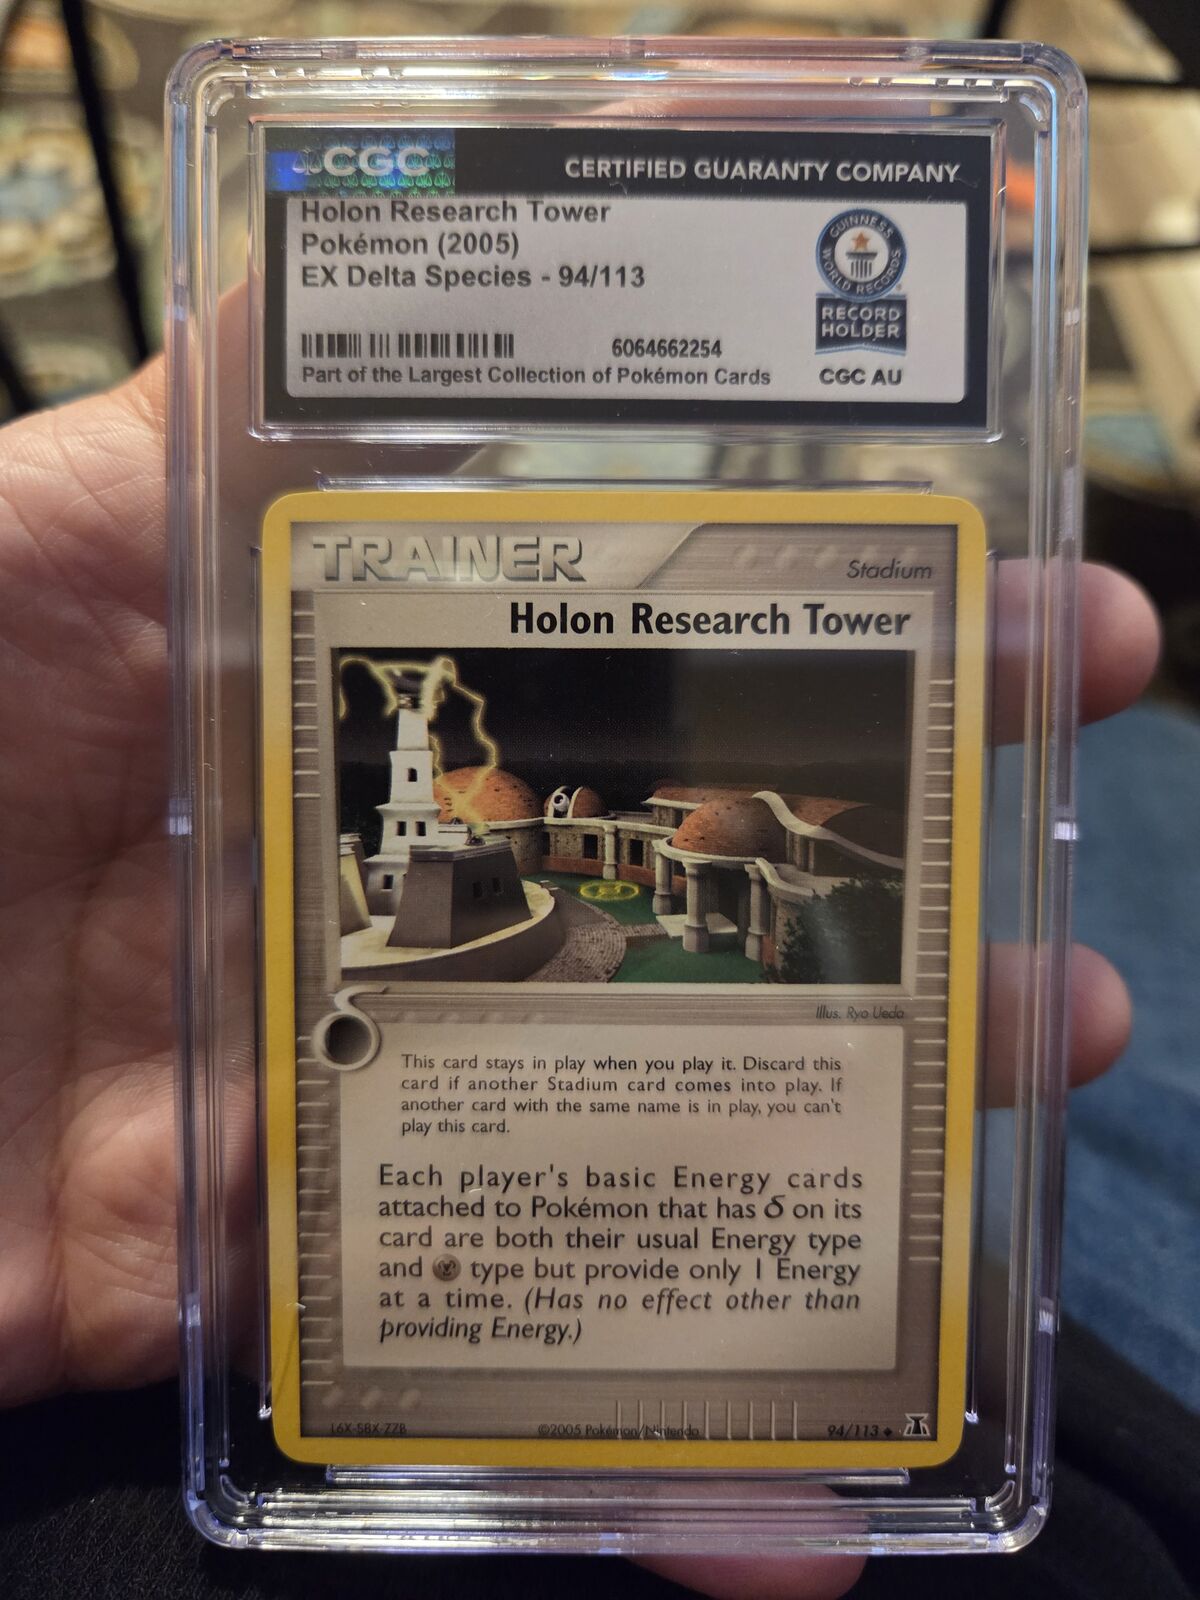 CGC
CERTIFIED GUARANTY COMPANY
Holon Research Tower
Pokémon (2005)
EX Delta Species - 94/113
GUINNESS
WORLD RECORDS
RECORD
HOLDER
6064662254
Part of the Largest Collection of Pokémon Cards
CGC AU
TRAINER
Stadium
Holon Research Tower
Illus. Ryo Ueda
δ
This card stays in play when you play it. Discard this
card if another Stadium card comes into play. If
another card with the same name is in play, you can't
play this card.
Each player's basic Energy cards
attached to Pokémon that has δ on its
card are both their usual Energy type
and type but provide only 1 Energy
at a time. (Has no effect other than
providing Energy.)
L6X-SBX-7ZB
©2005 Pokémon/Nintendo
94/113